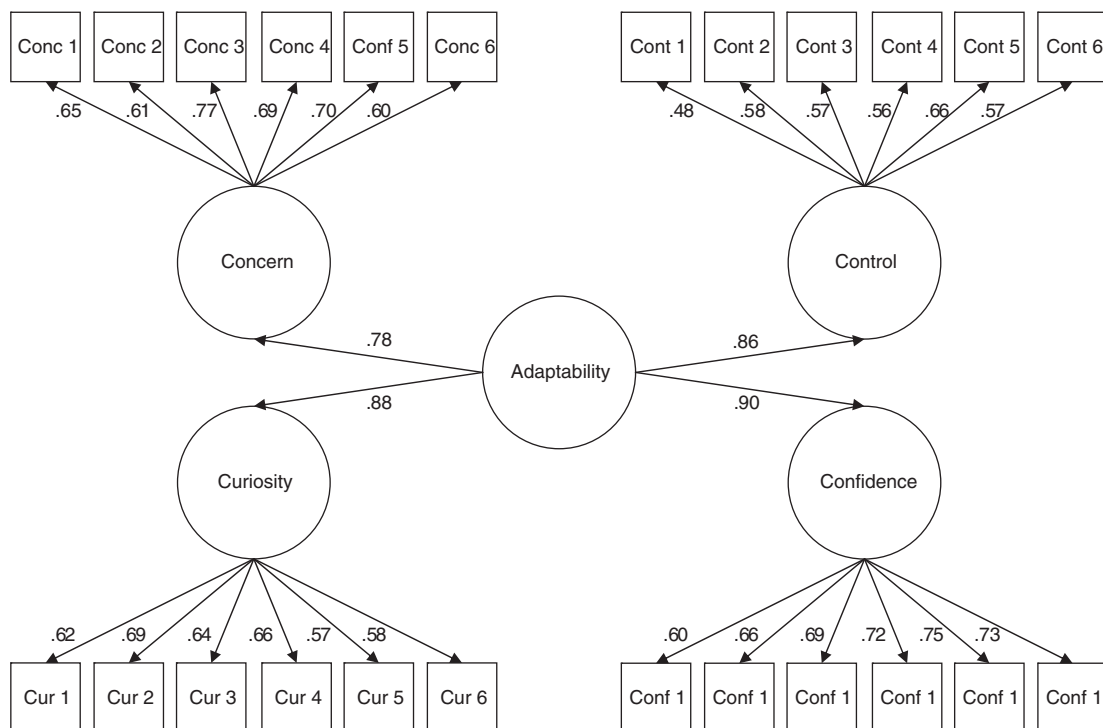 Conc 1 Conc 2 Conc 3 Conc 4 Conf 5 Conc 6
Cont 1 Cont 2 Cont 3 Cont 4 Cont 5 Cont 6
.65 .61 .77 .69 .70 .60
.48 .58 .57 .56 .66 .57
Concern
Control
Adaptability
.78
.86
.88
.90
Curiosity
Confidence
.62 .69 .64 .66 .57 .58
.60 .66 .69 .72 .75 .73
Cur 1 Cur 2 Cur 3 Cur 4 Cur 5 Cur 6
Conf 1 Conf 1 Conf 1 Conf 1 Conf 1 Conf 1